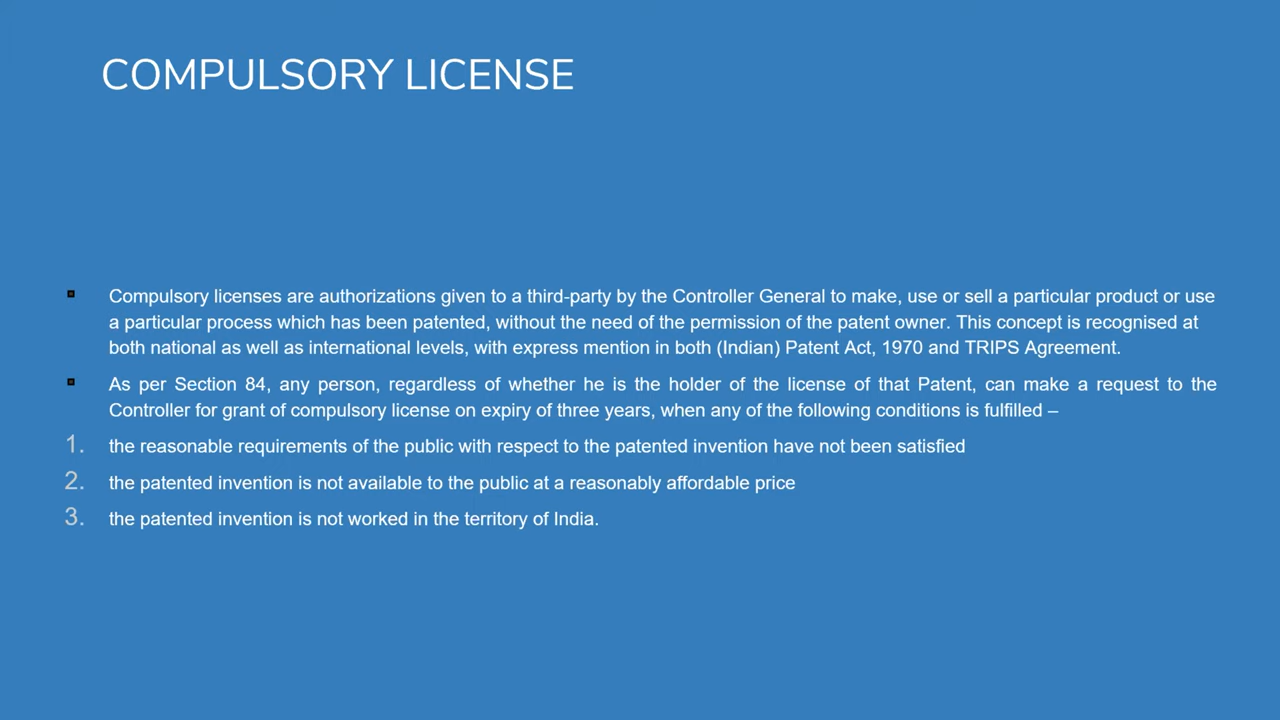 COMPULSORY LICENSE
Compulsory licenses are authorizations given to a third-party by the Controller General to make, use or sell a particular product or use
a particular process which has been patented, without the need of the permission of the patent owner. This concept is recognised at
both national as well as international levels, with express mention in both (Indian) Patent Act, 1970 and TRIPS Agreement.
As per Section 84, any person, regardless of whether he is the holder of the license of that Patent, can make a request to the
Controller for grant of compulsory license on expiry of three years, when any of the following conditions is fulfilled –
1. the reasonable requirements of the public with respect to the patented invention have not been satisfied
2. the patented invention is not available to the public at a reasonably affordable price
3. the patented invention is not worked in the territory of India.